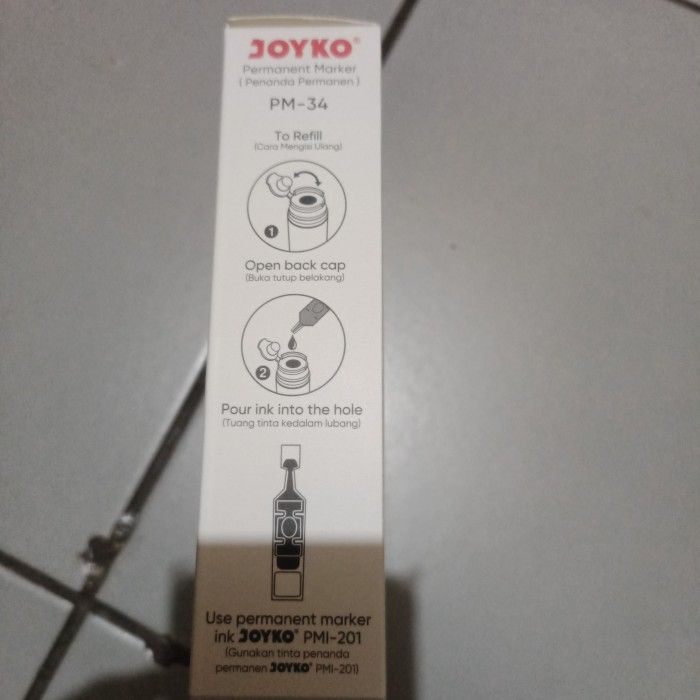 JOYKO®
Permanent Marker
(Penanda Permanen)
PM-34
To Refill
(Cara Mengisi Ulang)
1
Open back cap
(Buka tutup belakang)
2
Pour ink into the hole
(Tuang tinta kedalam lubang)
Use permanent marker
ink JOYKO® PMI-201
(Gunakan tinta penanda
permanen JOYKO® PMI-201)